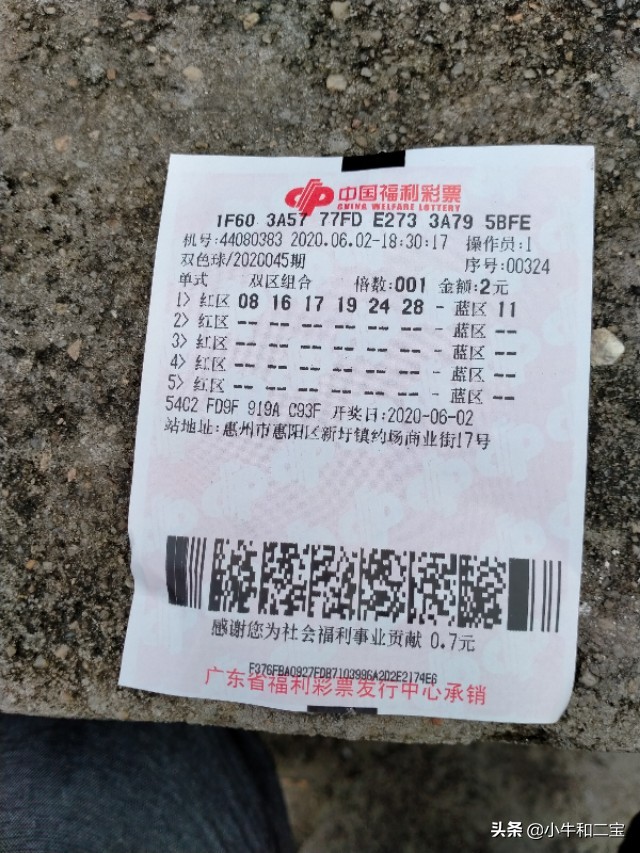 中国福利彩票
CHINA WELFARE LOTTERY
1F60 3A57 77FD E273 3A79 5BFE
机号:44080383 2020.06.02-18:30:17 操作员:1
双色球/2020045期 序号:00324
单式 双区组合 倍数:001 金额:2元
1> 红区 08 16 17 19 24 28 - 蓝区 11
2> 红区 -- -- -- -- -- -- - 蓝区 --
3> 红区 -- -- -- -- -- -- - 蓝区 --
4> 红区 -- -- -- -- -- -- - 蓝区 --
5> 红区 -- -- -- -- -- -- - 蓝区 --
54C2 FD9F 919A C93F 开奖日:2020-06-02
站地址:惠州市惠阳区新圩镇约场商业街17号
感谢您为社会福利事业贡献 0.7元
广东省福利彩票发行中心承销
头条 @小牛和二宝